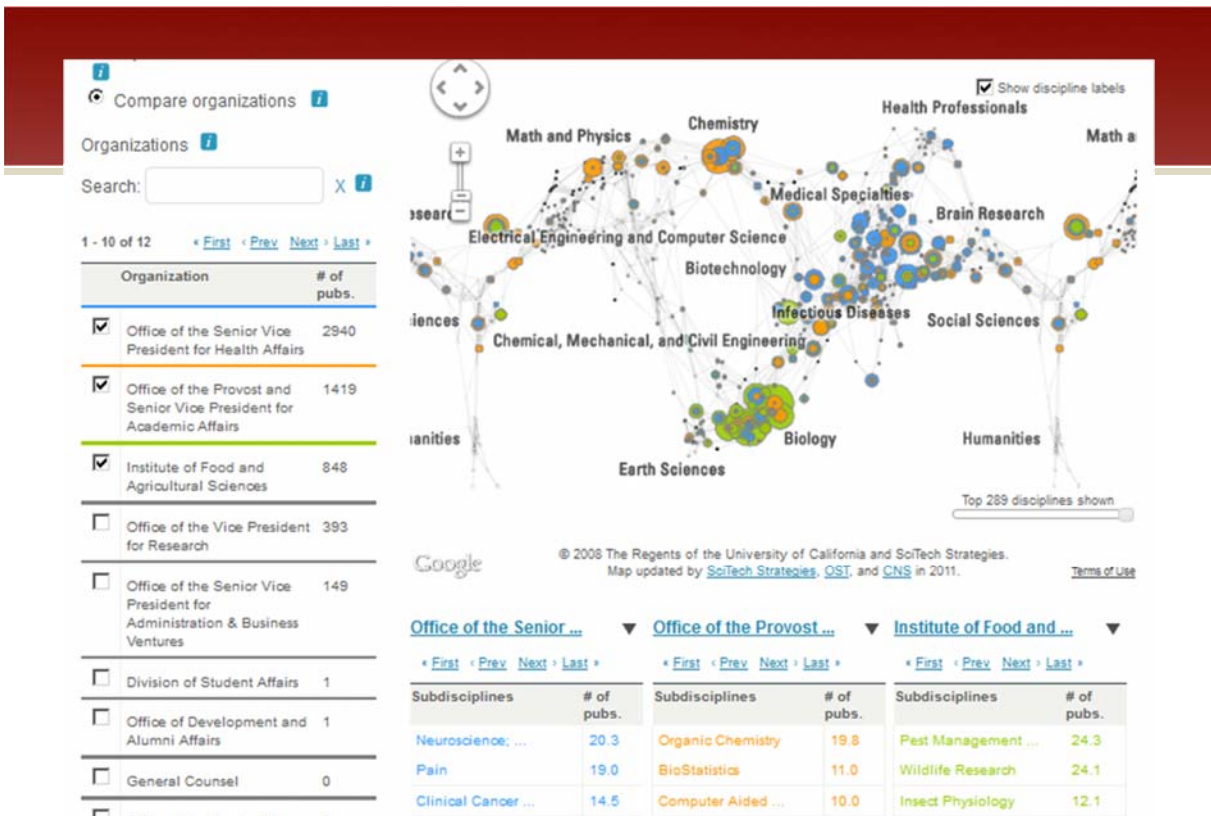 Compare organizations
Organizations
Search: X
1 - 10 of 12 « First ‹ Prev Next › Last »
Organization # of pubs.
Office of the Senior Vice President for Health Affairs 2940
Office of the Provost and Senior Vice President for Academic Affairs 1419
Institute of Food and Agricultural Sciences 848
Office of the Vice President for Research 393
Office of the Senior Vice President for Administration & Business Ventures 149
Division of Student Affairs 1
Office of Development and Alumni Affairs 1
General Counsel 0
Show discipline labels
Health Professionals
Chemistry
Math and Physics
Math a
Medical Specialties
Brain Research
Electrical Engineering and Computer Science
Biotechnology
Infectious Diseases
iences
Social Sciences
Chemical, Mechanical, and Civil Engineering
Biology
anities
Humanities
Earth Sciences
Top 289 disciplines shown
Google
© 2008 The Regents of the University of California and SciTech Strategies.
Map updated by SciTech Strategies, OST, and CNS in 2011.
Terms of Use
Office of the Senior ... ▼ Office of the Provost ... ▼ Institute of Food and ... ▼
« First ‹ Prev Next › Last » « First ‹ Prev Next › Last » « First ‹ Prev Next › Last »
Subdisciplines # of pubs. Subdisciplines # of pubs. Subdisciplines # of pubs.
Neuroscience; ... 20.3 Organic Chemistry 19.8 Pest Management ... 24.3
Pain 19.0 BioStatistics 11.0 Wildlife Research 24.1
Clinical Cancer ... 14.5 Computer Aided ... 10.0 Insect Physiology 12.1